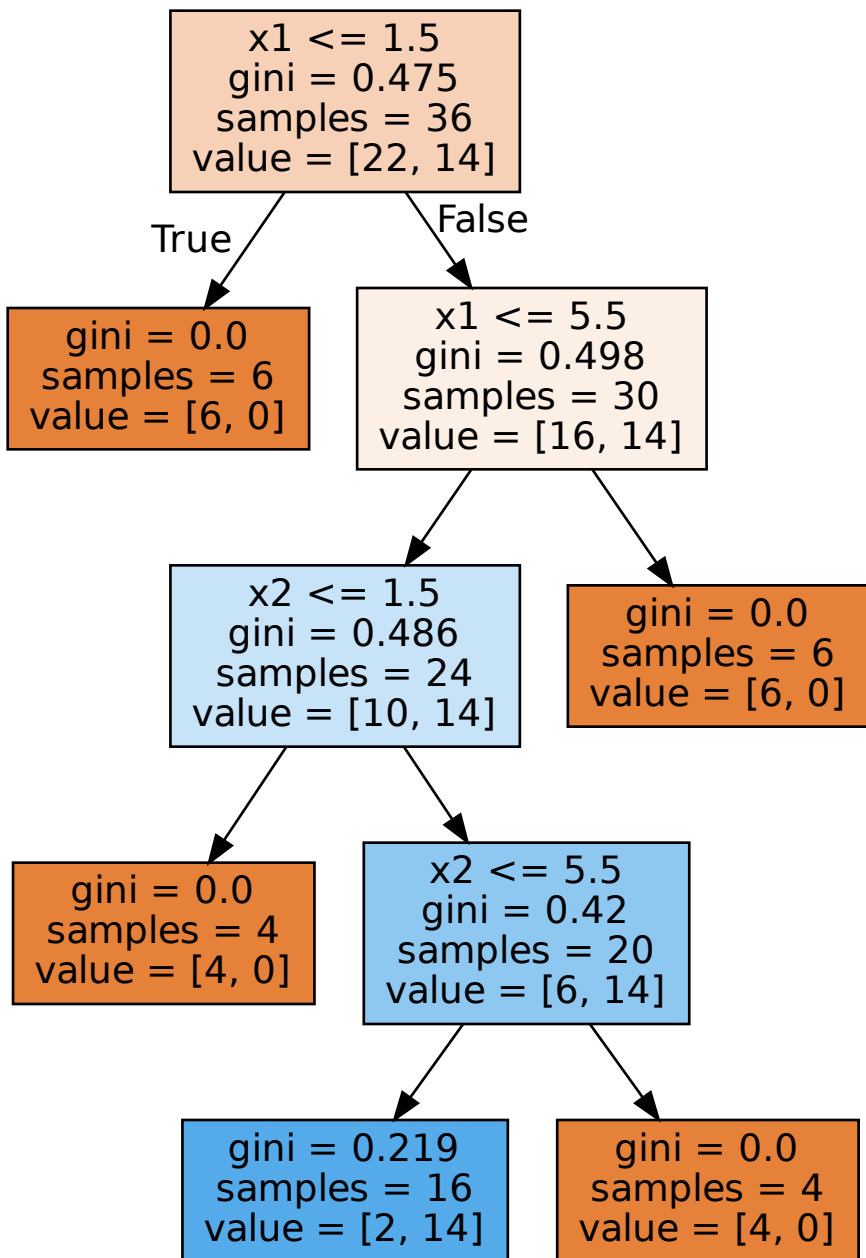 x1 <= 1.5
gini = 0.475
samples = 36
value = [22, 14]
True
False
gini = 0.0
samples = 6
value = [6, 0]
x1 <= 5.5
gini = 0.498
samples = 30
value = [16, 14]
x2 <= 1.5
gini = 0.486
samples = 24
value = [10, 14]
gini = 0.0
samples = 6
value = [6, 0]
gini = 0.0
samples = 4
value = [4, 0]
x2 <= 5.5
gini = 0.42
samples = 20
value = [6, 14]
gini = 0.219
samples = 16
value = [2, 14]
gini = 0.0
samples = 4
value = [4, 0]